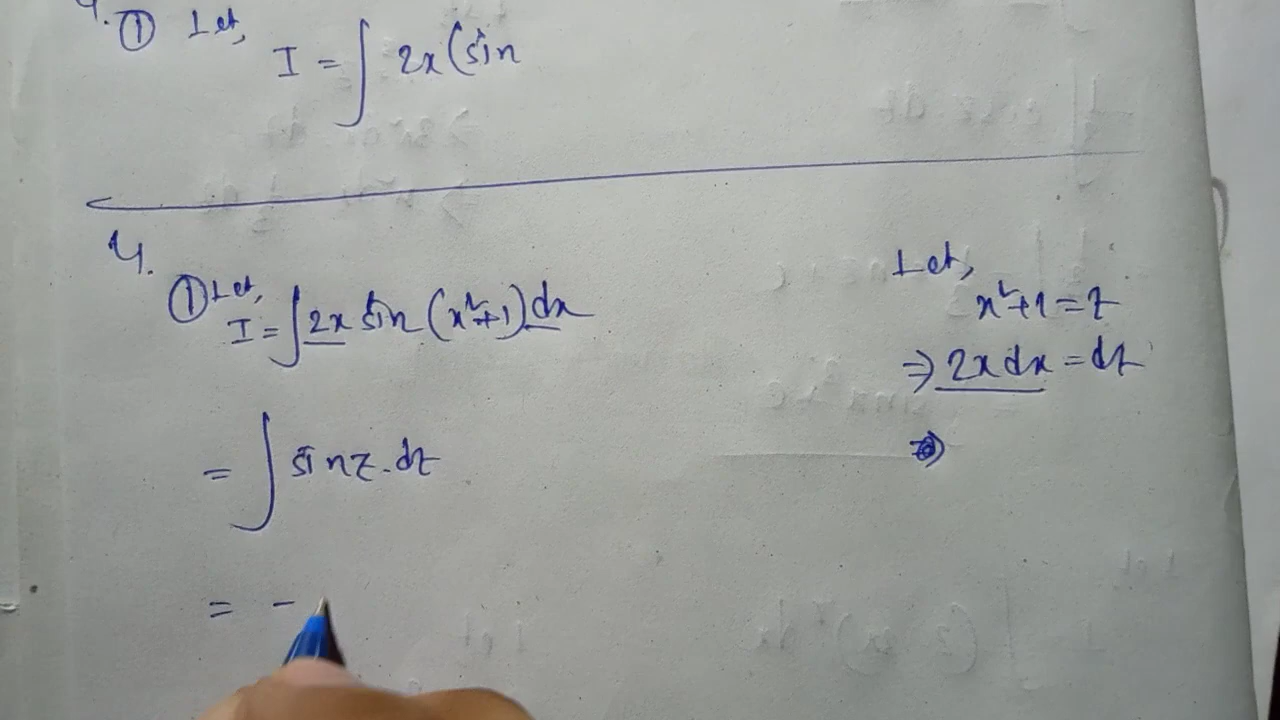 4. ① Let,
I = ∫ 2x (sin
4.
① Let,
I = ∫ 2x sin (x²+1) dx
= ∫ sin z . dz
= -
Let,
x²+1 = z
⇒ 2x dx = dz
⇒